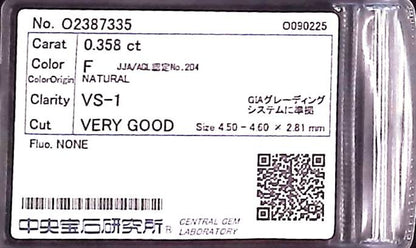 No. O2387335 O090225
Carat 0.358 ct
Color F JJA/AGL認定No.204
ColorOrigin NATURAL
Clarity VS-1 GIAグレーディング
システムに準拠
Cut VERY GOOD Size 4.50 - 4.60 × 2.81 mm
Fluo. NONE
中央宝石研究所® CENTRAL GEM
LABORATORY